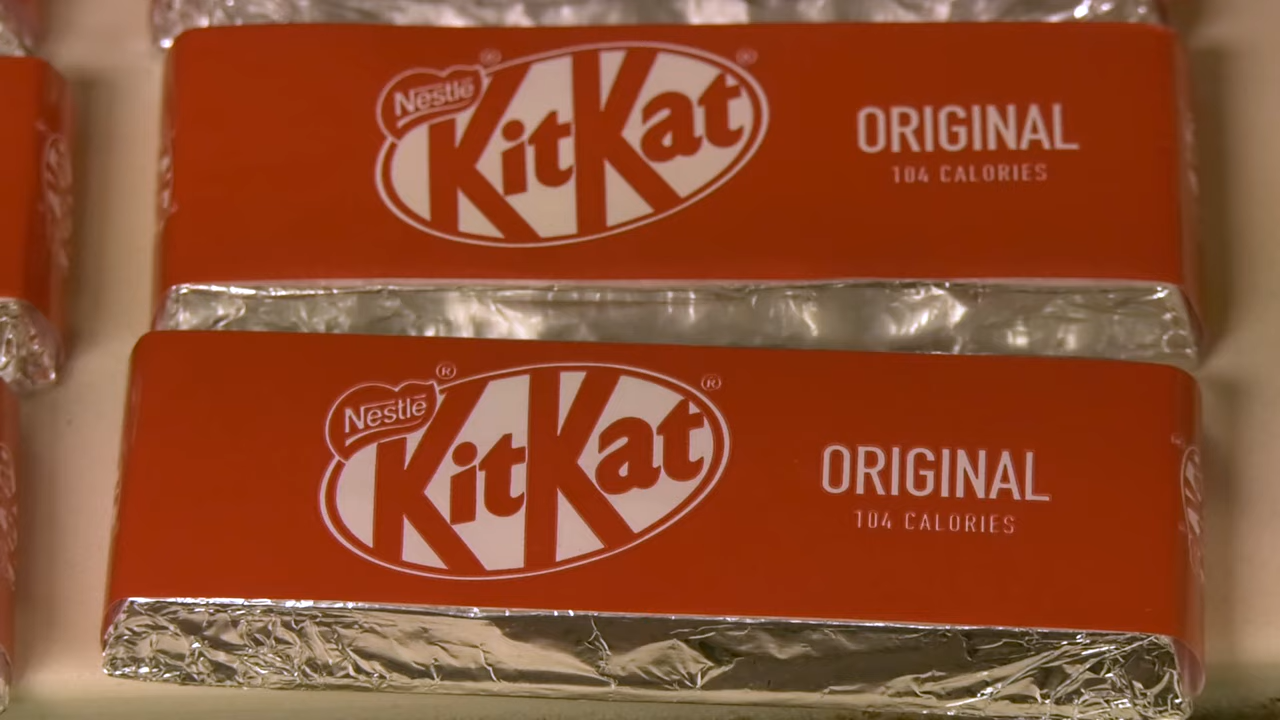 Nestlé
KitKat
ORIGINAL
104 CALORIES
Nestlé
KitKat
ORIGINAL
104 CALORIES